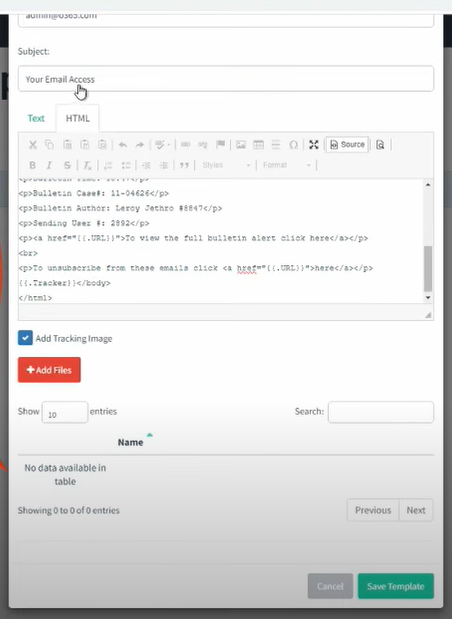 admin@0365.com
Subject:
Your Email Access
Text HTML
Source
B I S Tx Styles Format
<p>Bulletin Case#: 11-04626</p>
<p>Bulletin Author: Leroy Jethro #8847</p>
<p>Sending User #: 2892</p>
<p><a href="{{.URL}}">To view the full bulletin alert click here</a></p>
<br>
<p>To unsubscribe from these emails click <a href="{{.URL}}">here</a></p>
{{.Tracker}}</body>
</html>
Add Tracking Image
+ Add Files
Show 10 entries Search:
Name
No data available in
table
Showing 0 to 0 of 0 entries Previous Next
Cancel Save Template